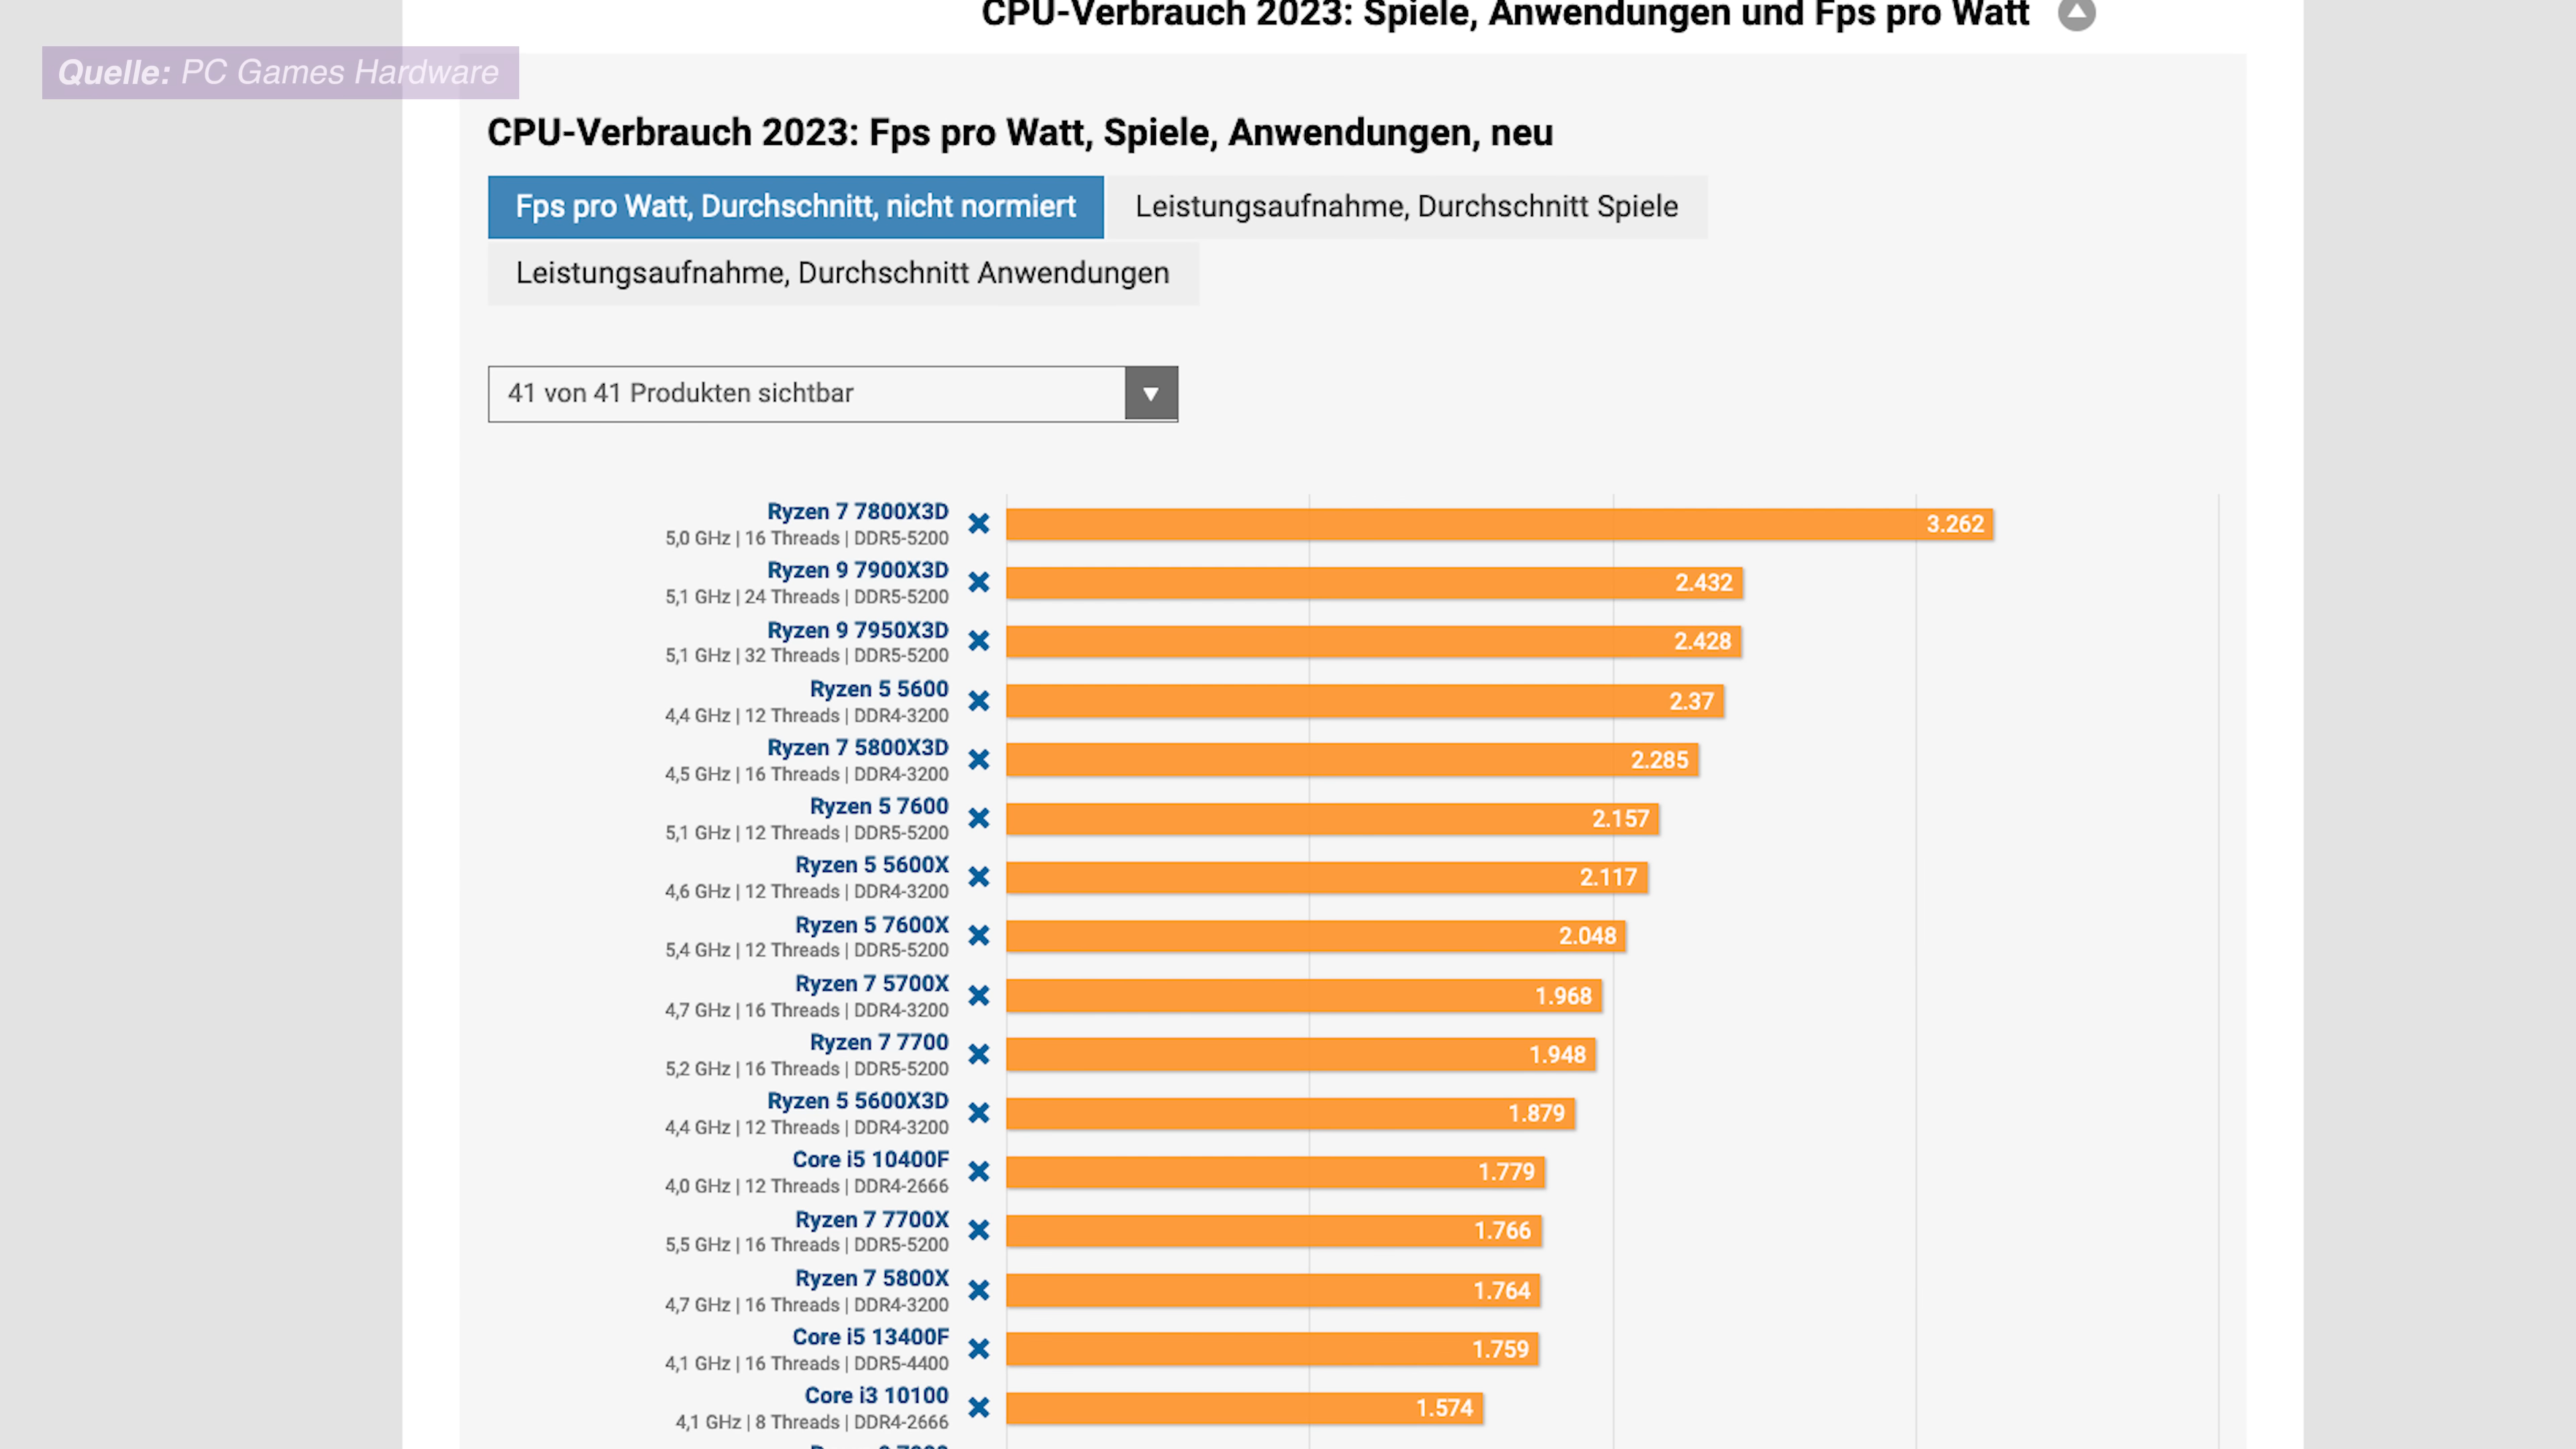 CPU-Verbrauch 2023: Spiele, Anwendungen und Fps pro Watt
Quelle: PC Games Hardware
CPU-Verbrauch 2023: Fps pro Watt, Spiele, Anwendungen, neu
Fps pro Watt, Durchschnitt, nicht normiert
Leistungsaufnahme, Durchschnitt Spiele
Leistungsaufnahme, Durchschnitt Anwendungen
41 von 41 Produkten sichtbar
Ryzen 7 7800X3D
5,0 GHz | 16 Threads | DDR5-5200
3.262
Ryzen 9 7900X3D
5,1 GHz | 24 Threads | DDR5-5200
2.432
Ryzen 9 7950X3D
5,1 GHz | 32 Threads | DDR5-5200
2.428
Ryzen 5 5600
4,4 GHz | 12 Threads | DDR4-3200
2.37
Ryzen 7 5800X3D
4,5 GHz | 16 Threads | DDR4-3200
2.285
Ryzen 5 7600
5,1 GHz | 12 Threads | DDR5-5200
2.157
Ryzen 5 5600X
4,6 GHz | 12 Threads | DDR4-3200
2.117
Ryzen 5 7600X
5,4 GHz | 12 Threads | DDR5-5200
2.048
Ryzen 7 5700X
4,7 GHz | 16 Threads | DDR4-3200
1.968
Ryzen 7 7700
5,2 GHz | 16 Threads | DDR5-5200
1.948
Ryzen 5 5600X3D
4,4 GHz | 12 Threads | DDR4-3200
1.879
Core i5 10400F
4,0 GHz | 12 Threads | DDR4-2666
1.779
Ryzen 7 7700X
5,5 GHz | 16 Threads | DDR5-5200
1.766
Ryzen 7 5800X
4,7 GHz | 16 Threads | DDR4-3200
1.764
Core i5 13400F
4,1 GHz | 16 Threads | DDR5-4400
1.759
Core i3 10100
4,1 GHz | 8 Threads | DDR4-2666
1.574